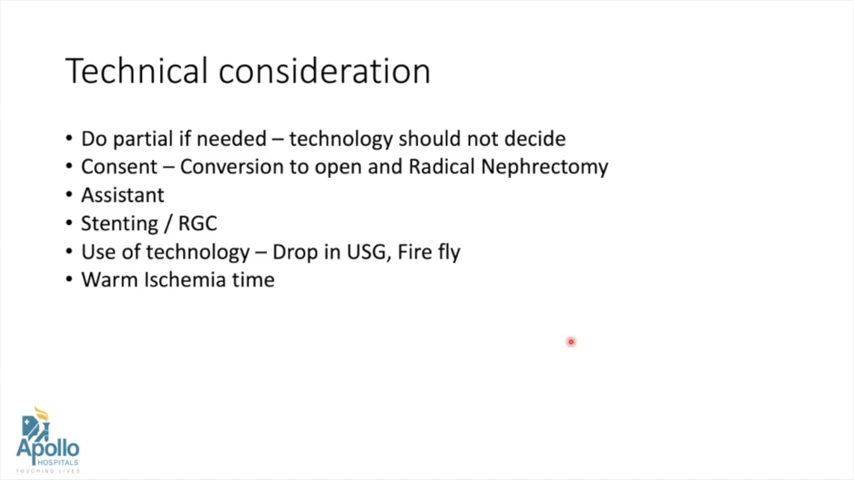 Technical consideration
• Do partial if needed – technology should not decide
• Consent – Conversion to open and Radical Nephrectomy
• Assistant
• Stenting / RGC
• Use of technology – Drop in USG, Fire fly
• Warm Ischemia time
Apollo
HOSPITALS
TOUCHING LIVES